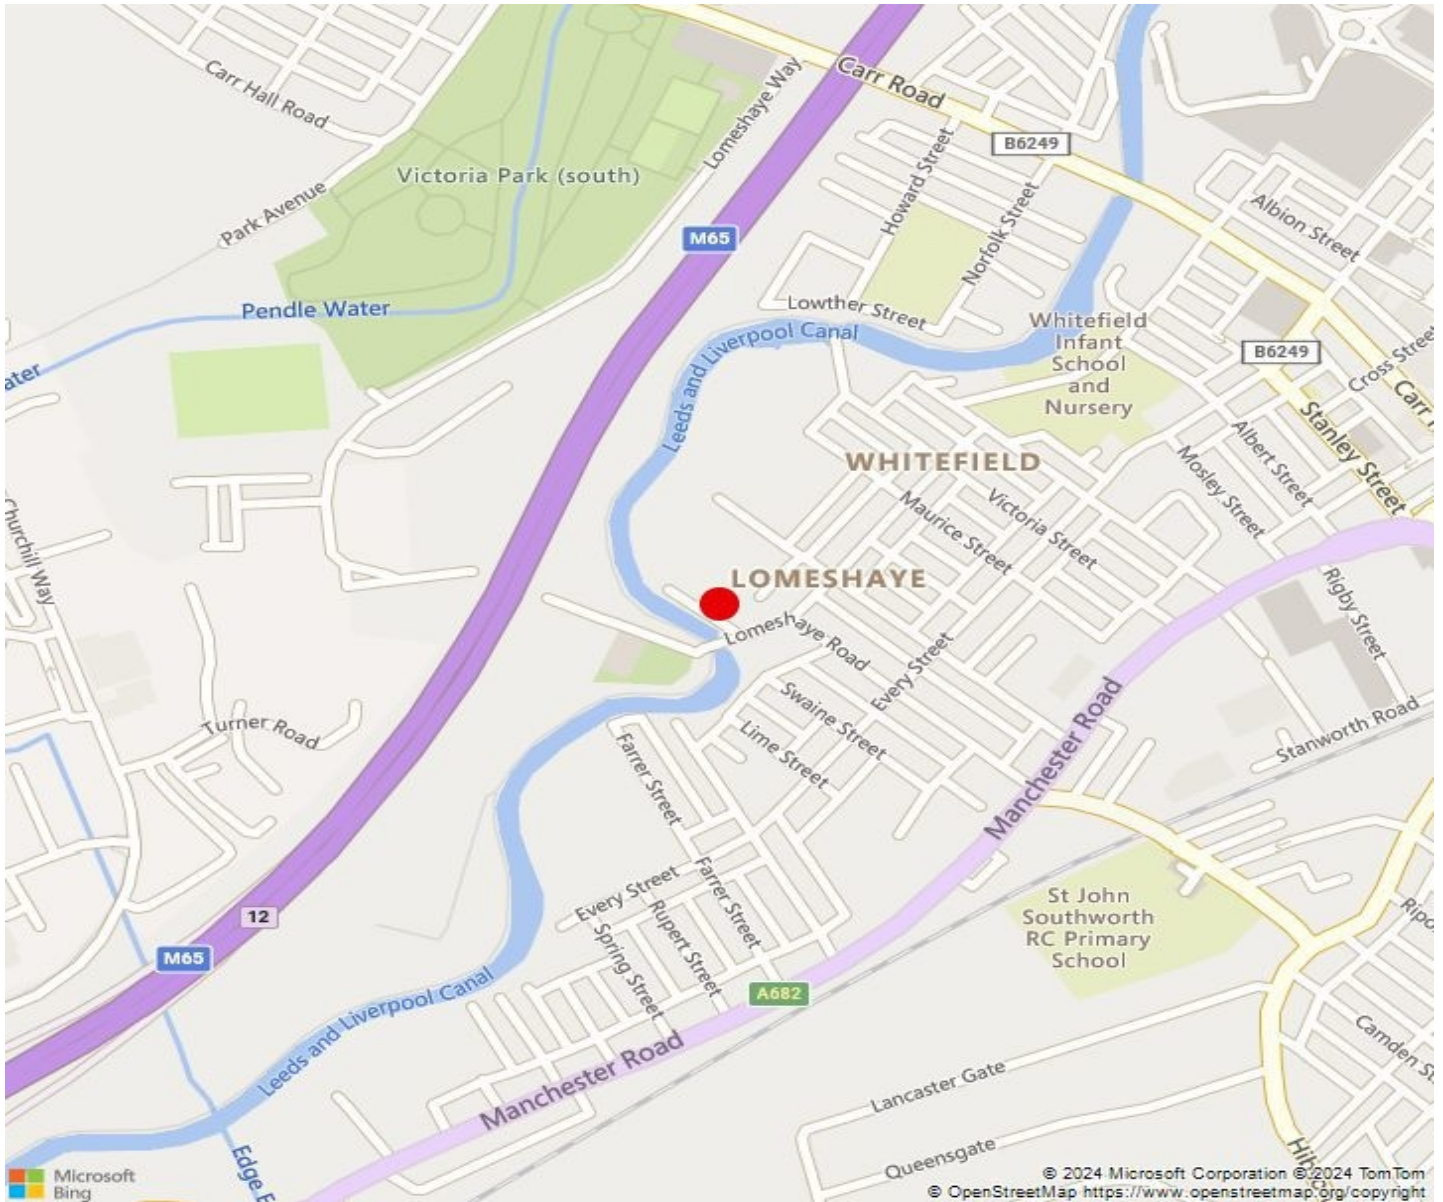 Carr Hall Road
Lomeshaye Way
Carr Road
B6249
Howard Street
Victoria Park (south)
Park Avenue
Norfolk Street
Albion Street
M65
Pendle Water
Lowther Street
Leeds and Liverpool Canal
Whitefield
Infant
School
and
Nursery
B6249
Cross Street
ater
Carr R
Stanley Street
Albert Street
WHITEFIELD
Mosley Street
Maurice Street
Victoria Street
Churchill Way
LOMESHAYE
Rigby Street
Lomeshaye Road
Every Street
Swaine Street
Turner Road
Lime Street
Farrer Street
Manchester Road
Stanworth Road
Every Street
Farrer Street
Rupert Street
Spring Street
St John
Southworth
RC Primary
School
12
M65
A682
Leeds and Liverpool Canal
Manchester Road
Camden St
Lancaster Gate
Queensgate
Edge E
Microsoft
Bing
© 2024 Microsoft Corporation © 2024 TomTom
© OpenStreetMap https://www.openstreetmap.org/copyright